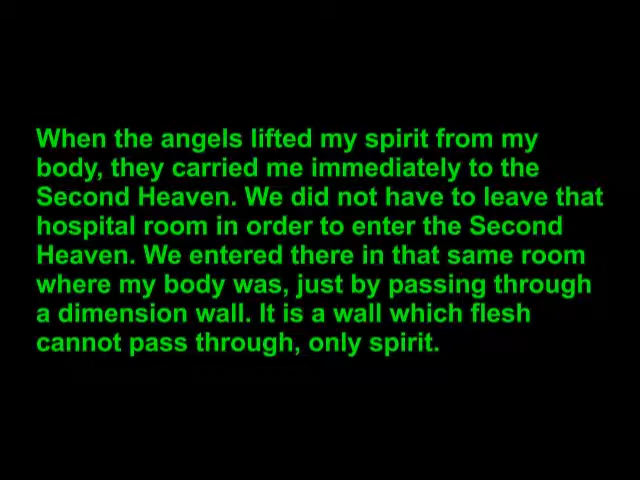 When the angels lifted my spirit from my
body, they carried me immediately to the
Second Heaven. We did not have to leave that
hospital room in order to enter the Second
Heaven. We entered there in that same room
where my body was, just by passing through
a dimension wall. It is a wall which flesh
cannot pass through, only spirit.